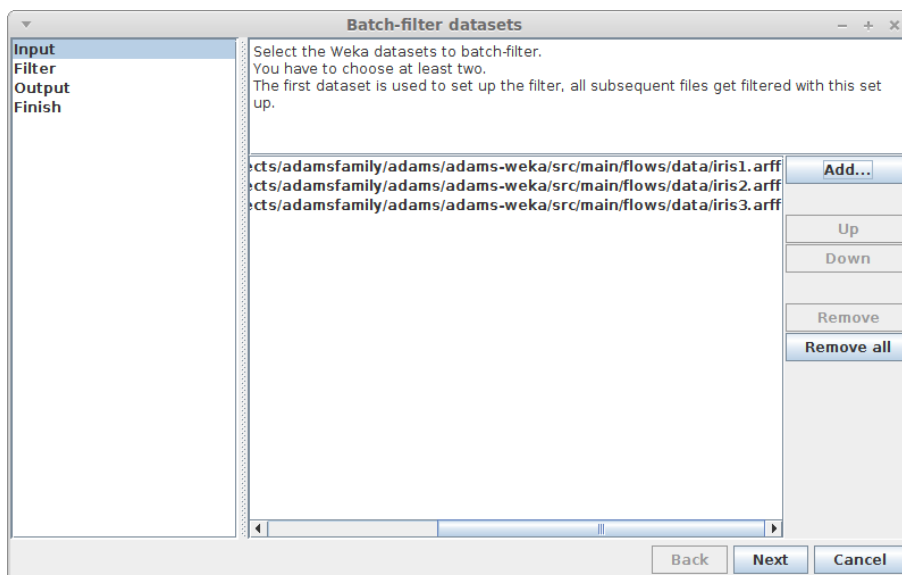 Batch-filter datasets
Input
Filter
Output
Finish
Select the Weka datasets to batch-filter.
You have to choose at least two.
The first dataset is used to set up the filter, all subsequent files get filtered with this set
up.
ects/adamsfamily/adams/adams-weka/src/main/flows/data/iris1.arff
ects/adamsfamily/adams/adams-weka/src/main/flows/data/iris2.arff
ects/adamsfamily/adams/adams-weka/src/main/flows/data/iris3.arff
Add...
Up
Down
Remove
Remove all
Back
Next
Cancel